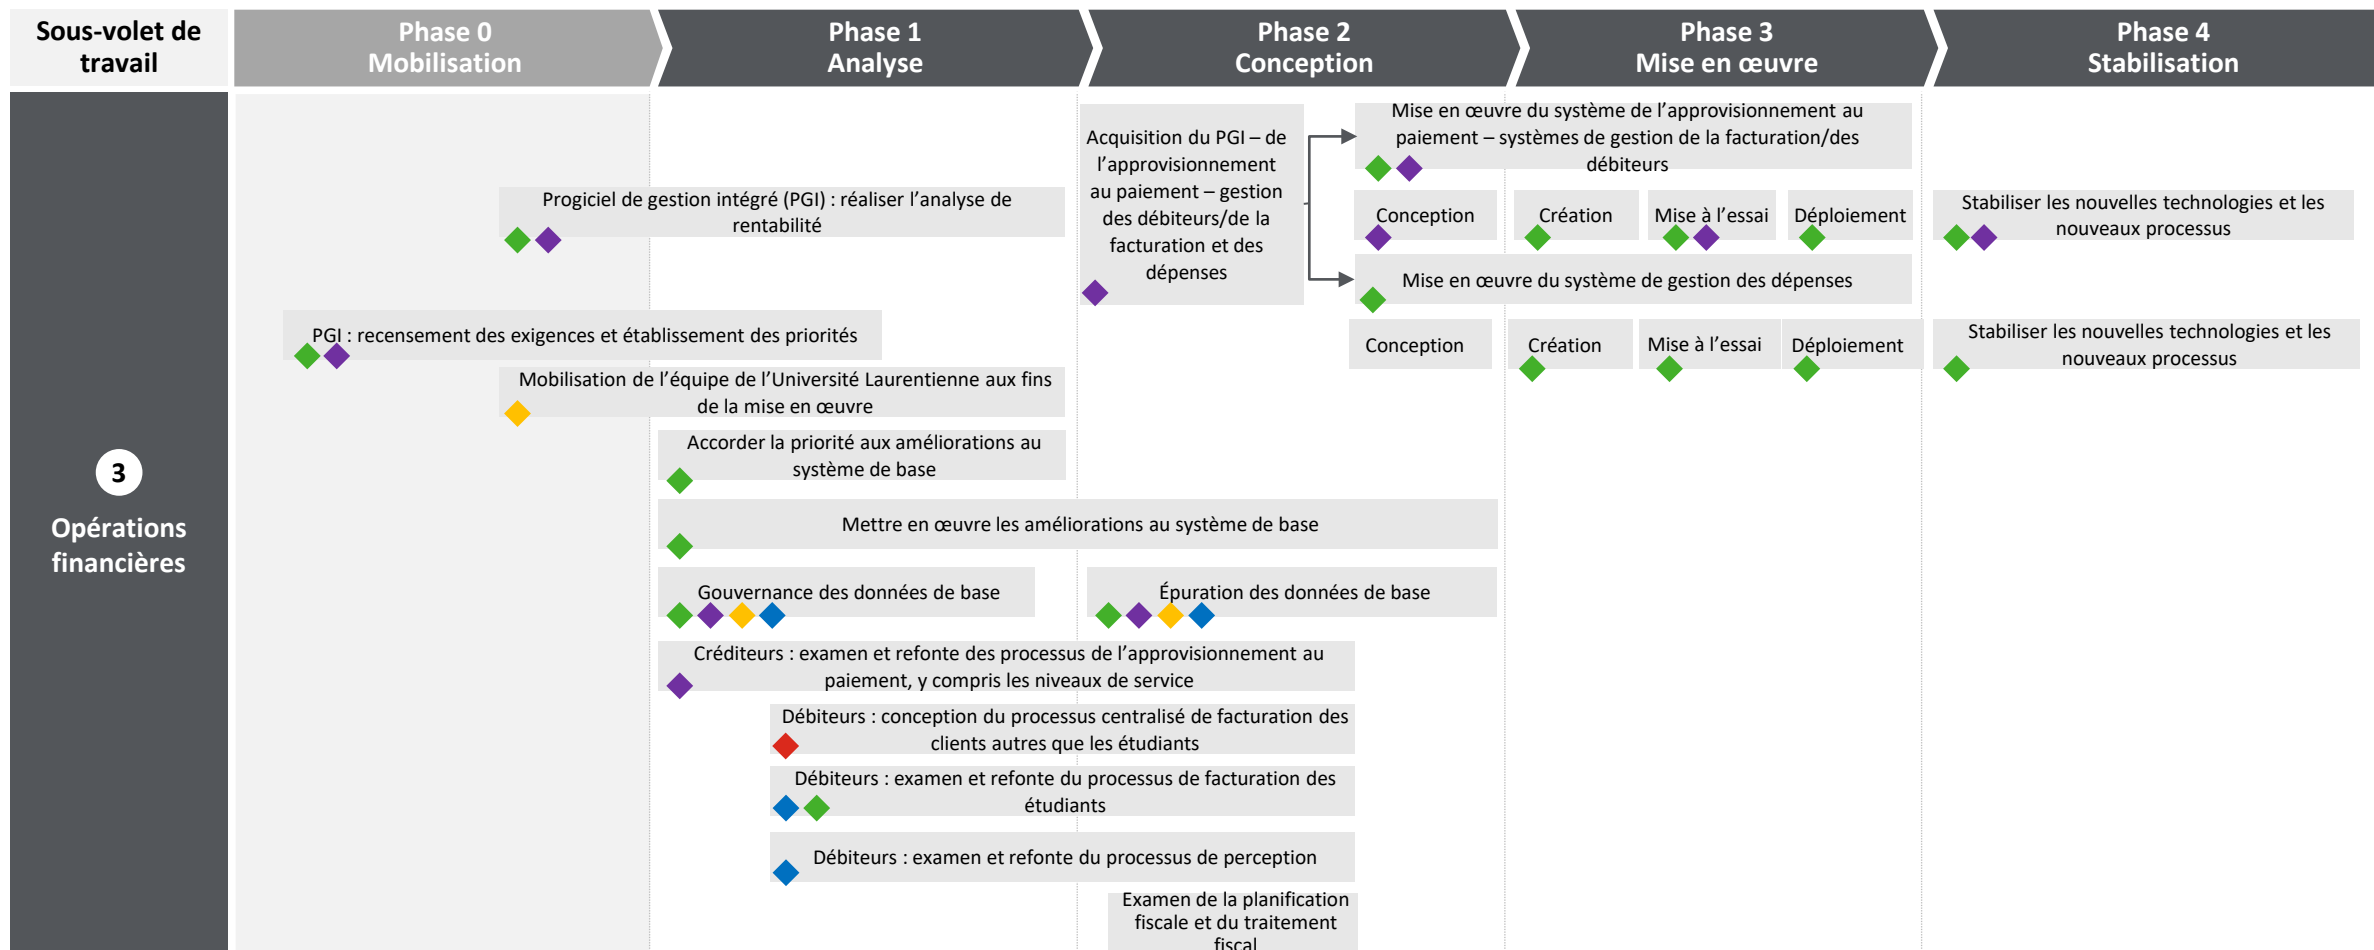 Sous-volet de
travail
Phase 0
Mobilisation
Phase 1
Analyse
Phase 2
Conception
Phase 3
Mise en œuvre
Phase 4
Stabilisation
3
Opérations
financières
Progiciel de gestion intégré (PGI) : réaliser l'analyse de
rentabilité
PGI : recensement des exigences et établissement des priorités
Mobilisation de l'équipe de l'Université Laurentienne aux fins
de la mise en œuvre
Accorder la priorité aux améliorations au
système de base
Mettre en œuvre les améliorations au système de base
Gouvernance des données de base
Épuration des données de base
Créditeurs : examen et refonte des processus de l'approvisionnement au
paiement, y compris les niveaux de service
Débiteurs : conception du processus centralisé de facturation des
clients autres que les étudiants
Débiteurs : examen et refonte du processus de facturation des
étudiants
Débiteurs : examen et refonte du processus de perception
Examen de la planification
fiscale et du traitement
fiscal
Acquisition du PGI – de
l'approvisionnement
au paiement – gestion
des débiteurs/de la
facturation et des
dépenses
Mise en œuvre du système de l'approvisionnement au
paiement – systèmes de gestion de la facturation/des
débiteurs
Conception
Création
Mise à l'essai
Déploiement
Stabiliser les nouvelles technologies et les
nouveaux processus
Mise en œuvre du système de gestion des dépenses
Conception
Création
Mise à l'essai
Déploiement
Stabiliser les nouvelles technologies et les
nouveaux processus